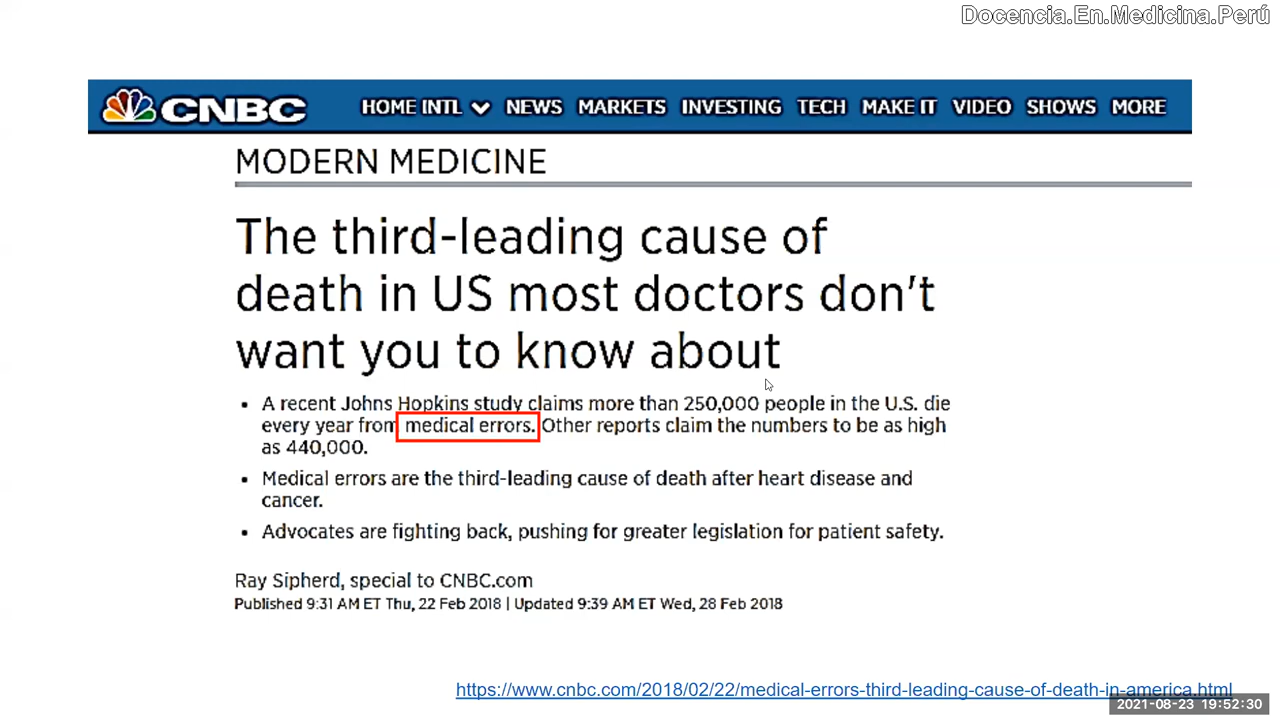 Docencia.En.Medicina.Perú
CNBC HOME INTL NEWS MARKETS INVESTING TECH MAKE IT VIDEO SHOWS MORE
MODERN MEDICINE
The third-leading cause of
death in US most doctors don't
want you to know about
• A recent Johns Hopkins study claims more than 250,000 people in the U.S. die
every year from medical errors. Other reports claim the numbers to be as high
as 440,000.
• Medical errors are the third-leading cause of death after heart disease and
cancer.
• Advocates are fighting back, pushing for greater legislation for patient safety.
Ray Sipherd, special to CNBC.com
Published 9:31 AM ET Thu, 22 Feb 2018 | Updated 9:39 AM ET Wed, 28 Feb 2018
https://www.cnbc.com/2018/02/22/medical-errors-third-leading-cause-of-death-in-america.html
2021-08-23 19:52:30